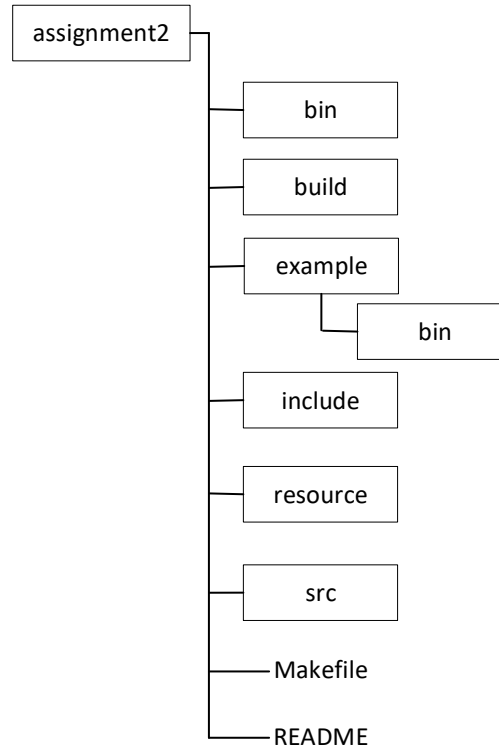 assignment2
bin
build
example
bin
include
resource
src
Makefile
README